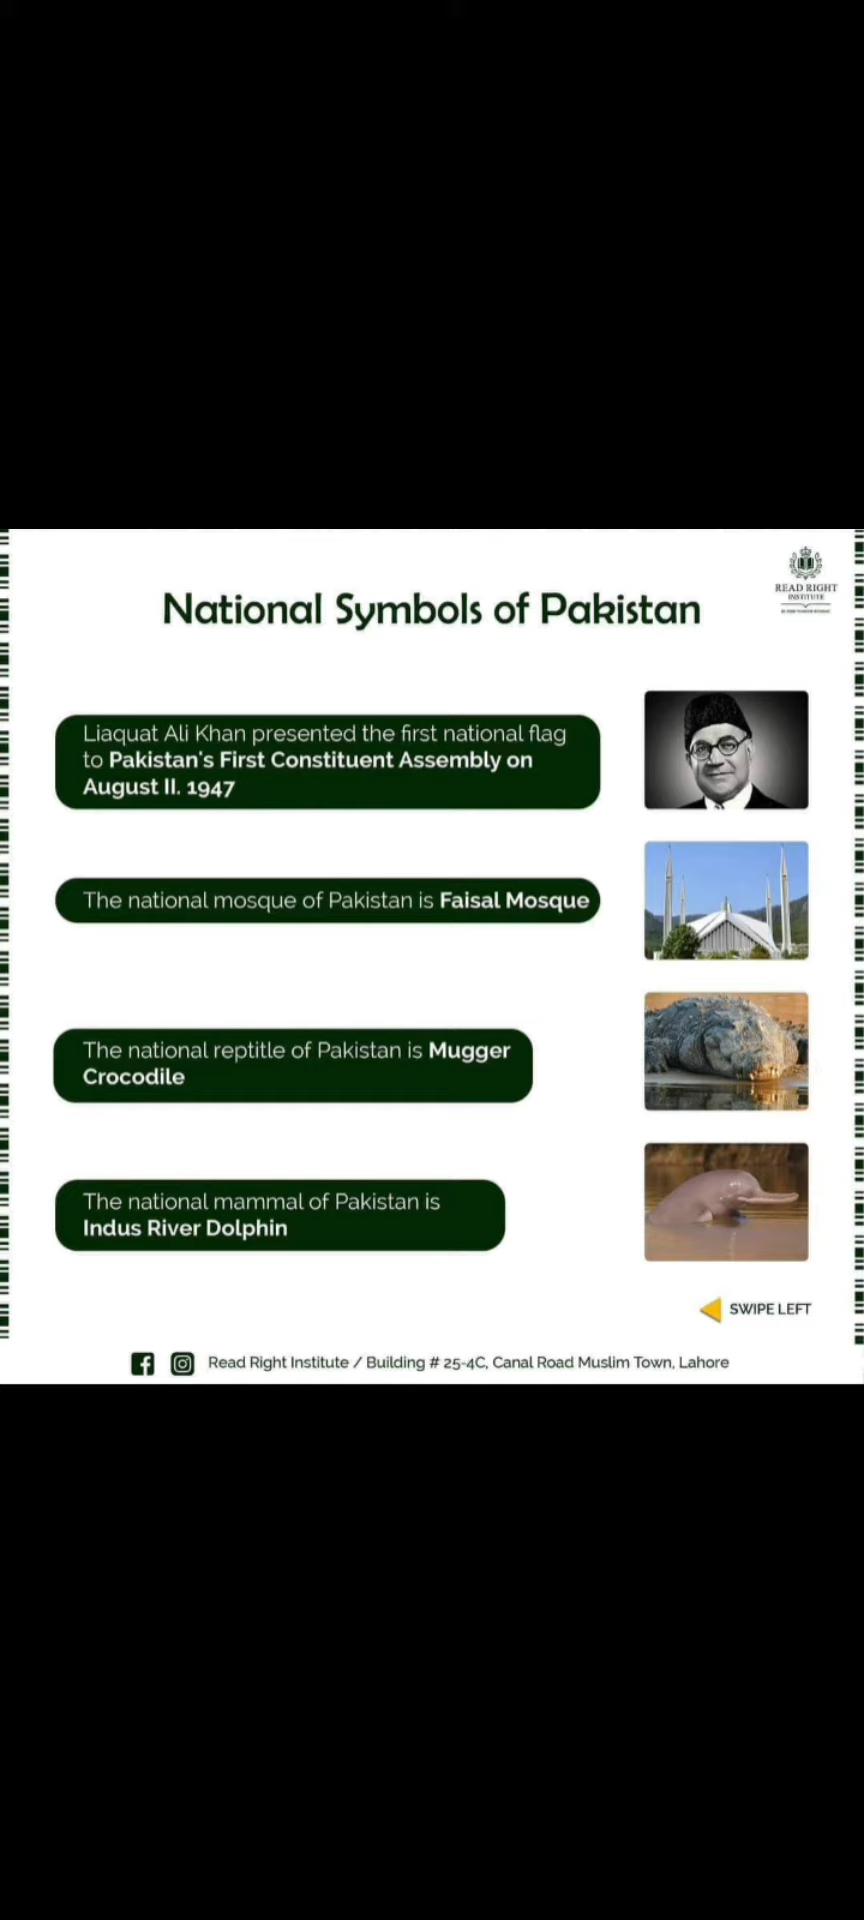 READ RIGHT
INSTITUTE
National Symbols of Pakistan
Liaquat Ali Khan presented the first national flag
to Pakistan's First Constituent Assembly on
August II. 1947
The national mosque of Pakistan is Faisal Mosque
The national reptitle of Pakistan is Mugger
Crocodile
The national mammal of Pakistan is
Indus River Dolphin
SWIPE LEFT
Read Right Institute / Building # 25-4C, Canal Road Muslim Town, Lahore